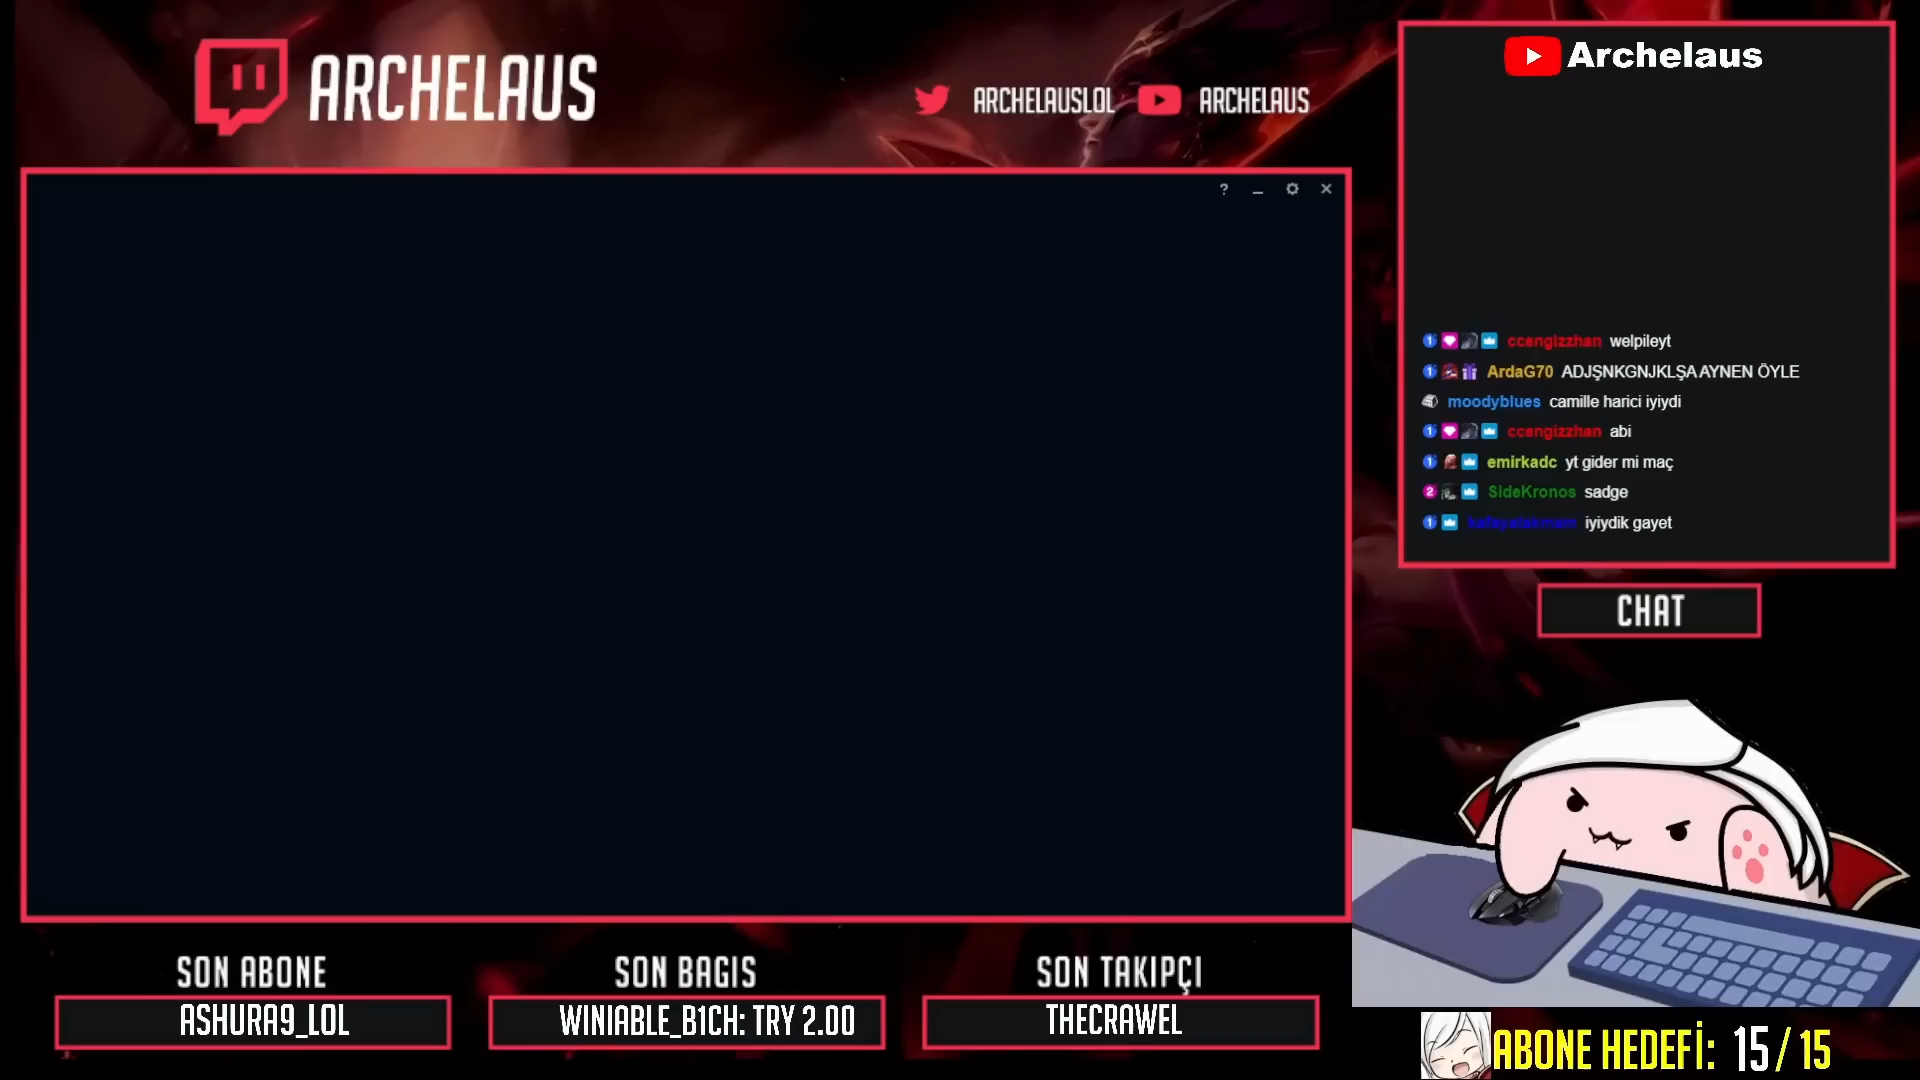 ARCHELAUS
ARCHELAUSLOL
ARCHELAUS
Archelaus
?
ccengizzhan welpileyt
ArdaG70 ADJŞNKGNJKLŞA AYNEN ÖYLE
moodyblues camille harici iyiydi
ccengizzhan abi
emirkadc yt gider mi maç
SideKronos sadge
iyiydik gayet
CHAT
SON ABONE
ASHURA9_LOL
SON BAGIS
WINIABLE_B1CH: TRY 2.00
SON TAKIPÇI
THECRAWEL
ABONE HEDEFİ: 15/15